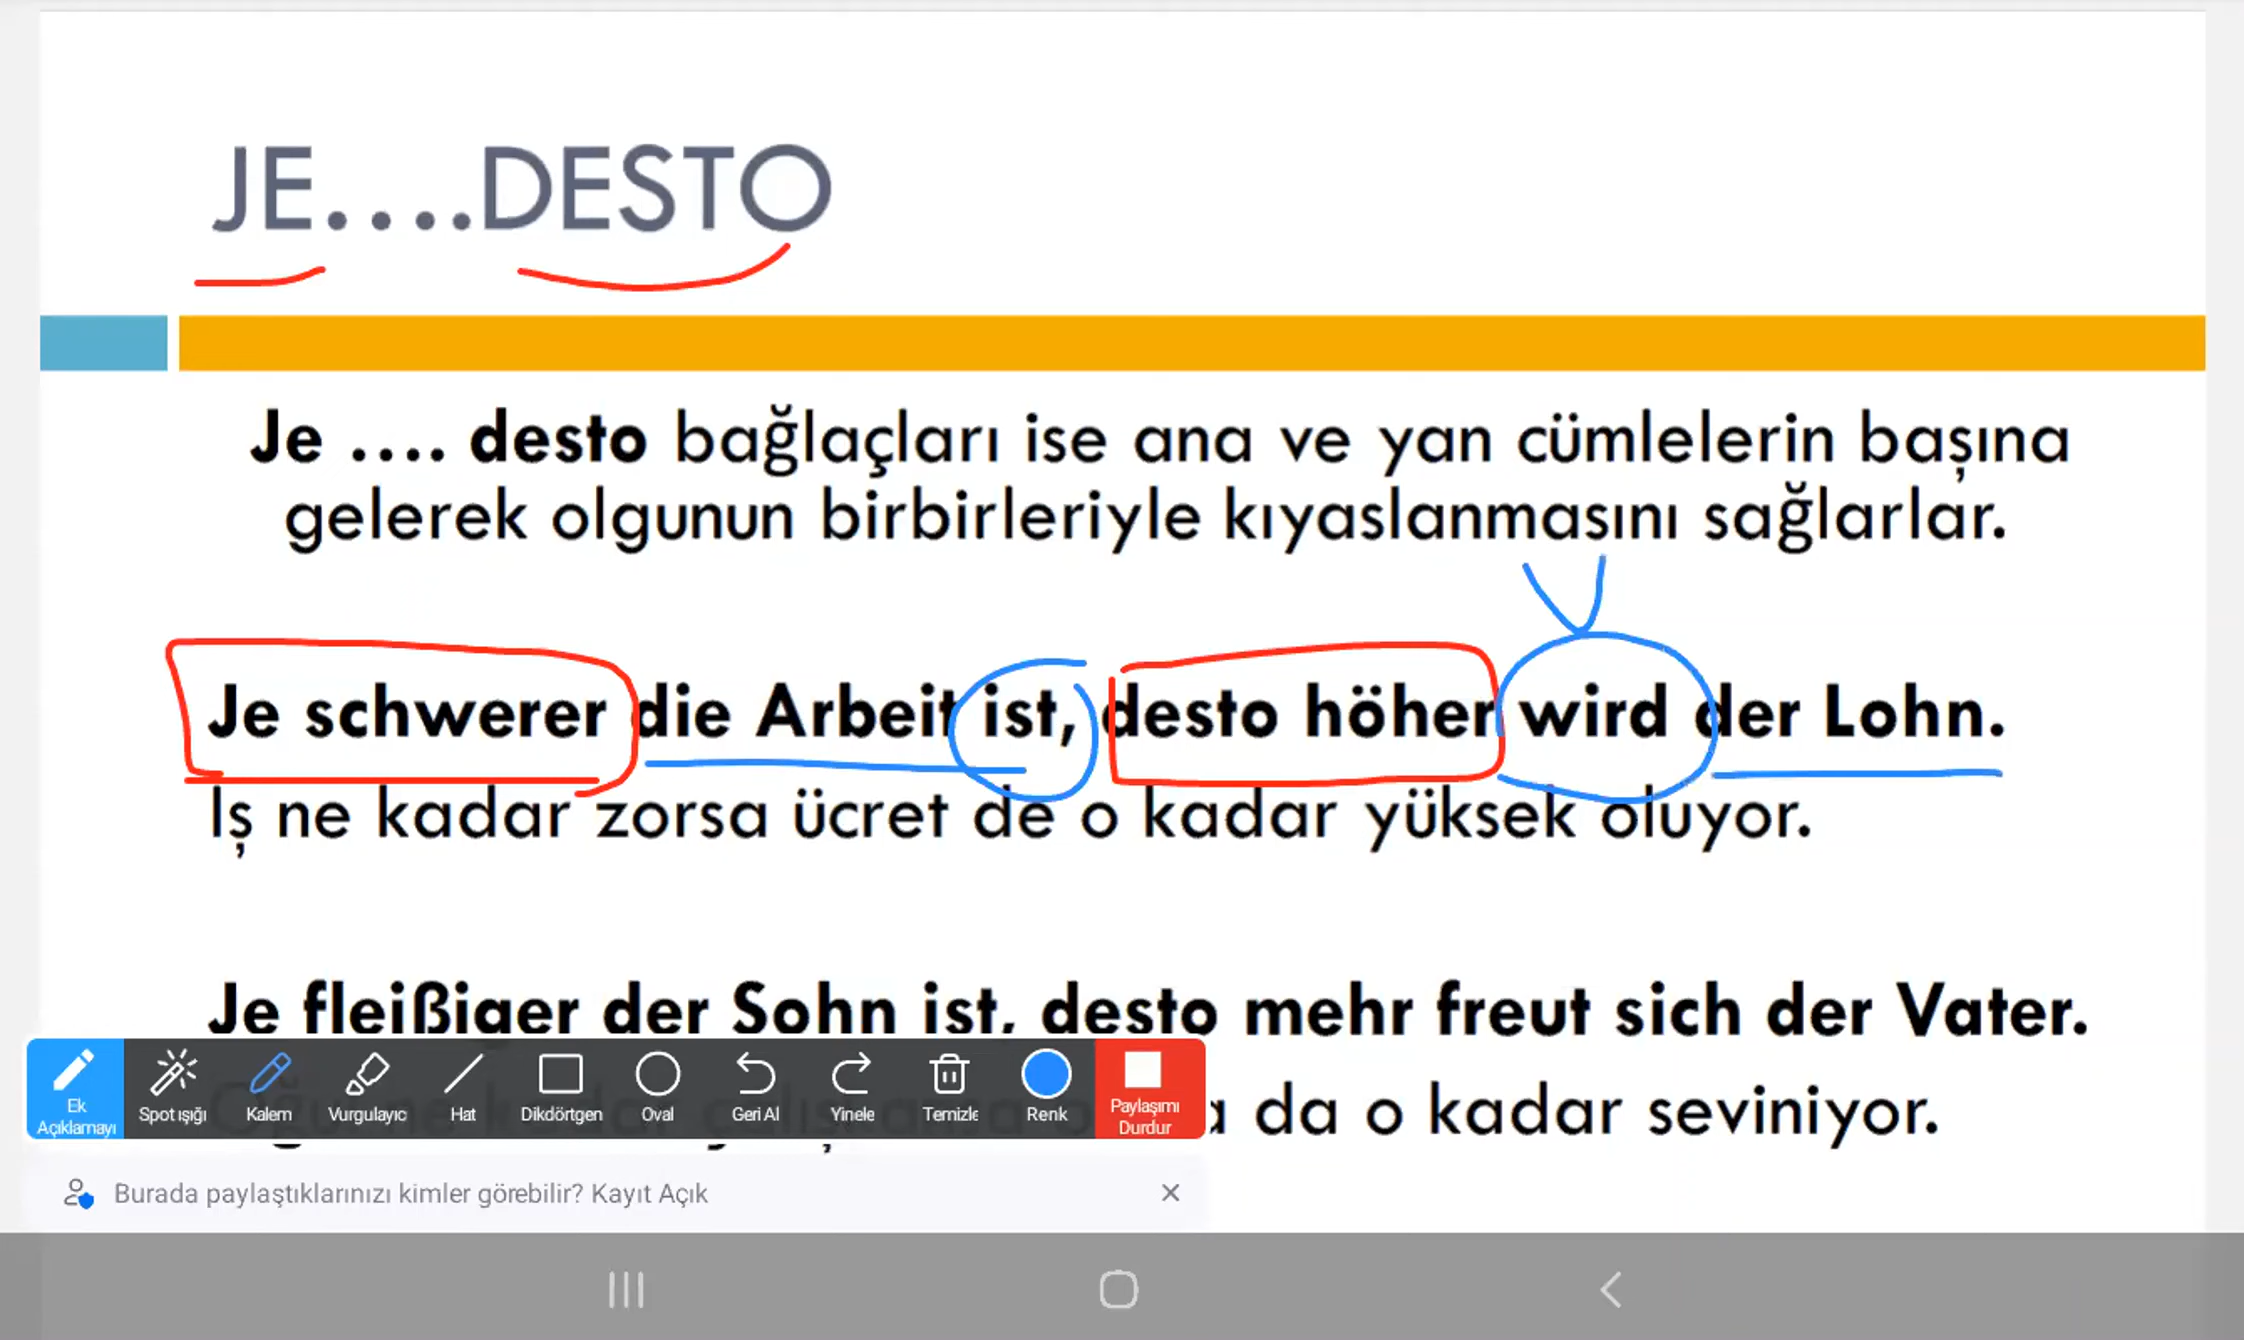 JE....DESTO
Je .... desto bağlaçları ise ana ve yan cümlelerin başına
gelerek olgunun birbirleriyle kıyaslanmasını sağlarlar.
Je schwerer die Arbeit ist, desto höher wird der Lohn.
İş ne kadar zorsa ücret de o kadar yüksek oluyor.
Je fleißiger der Sohn ist, desto mehr freut sich der Vater.
da o kadar seviniyor.
Ek Açıklamayı
Spot ışığı
Kalem
Vurgulayıc
Hat
Dikdörtgen
Oval
Geri Al
Yinele
Temizle
Renk
Paylaşımı Durdur
Burada paylaştıklarınızı kimler görebilir? Kayıt Açık